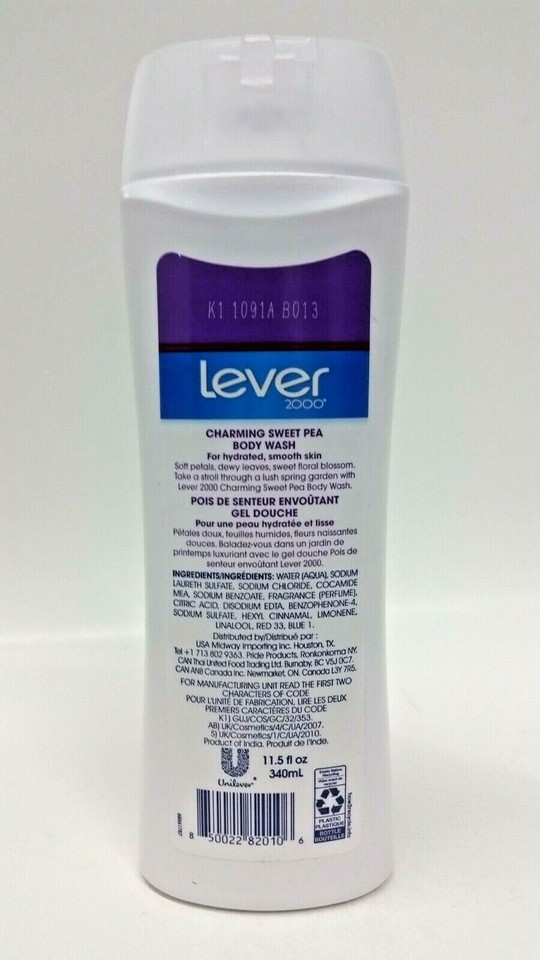 K1 1091A B013
Lever
2000®
CHARMING SWEET PEA
BODY WASH
For hydrated, smooth skin
Soft petals, dewy leaves, sweet floral blossom.
Take a stroll through a lush spring garden with
Lever 2000 Charming Sweet Pea Body Wash.
POIS DE SENTEUR ENVOÛTANT
GEL DOUCHE
Pour une peau hydratée et lisse
Pétales doux, feuilles humides, fleurs naissantes
douces. Baladez-vous dans un jardin de
printemps luxuriant avec le gel douche Pois de
senteur envoûtant Lever 2000.
INGREDIENTS/INGRÉDIENTS: WATER (AQUA), SODIUM
LAURETH SULFATE, SODIUM CHLORIDE, COCAMIDE
MEA, SODIUM BENZOATE, FRAGRANCE (PERFUME),
CITRIC ACID, DISODIUM EDTA, BENZOPHENONE-4,
SODIUM SULFATE, HEXYL CINNAMAL, LIMONENE,
LINALOOL, RED 33, BLUE 1.
Distributed by/Distribué par :
USA Midway Importing Inc. Houston, TX.
Tel +1 713 802 9363. Pride Products, Ronkonkoma NY.
CAN Thai United Food Trading Ltd. Burnaby, BC V5J 0C7.
CAN ANB Canada Inc. Newmarket, ON. Canada L3Y 7R5.
FOR MANUFACTURING UNIT READ THE FIRST TWO
CHARACTERS OF CODE
POUR L'UNITÉ DE FABRICATION, LIRE LES DEUX
PREMIERS CARACTÈRES DU CODE
K1) GUJ/COS/GC/32/353.
AB) UK/Cosmetics/4/C/UA/2007.
S) UK/Cosmetics/1/C/UA/2010.
Product of India. Produit de l'Inde.
11.5 fl oz
340mL
Unilever®
Empty Before
Recycling
PLASTIC
PLASTIQUE
BOTTLE
BOUTEILLE
how2recycle.info
8 50022 82010 6